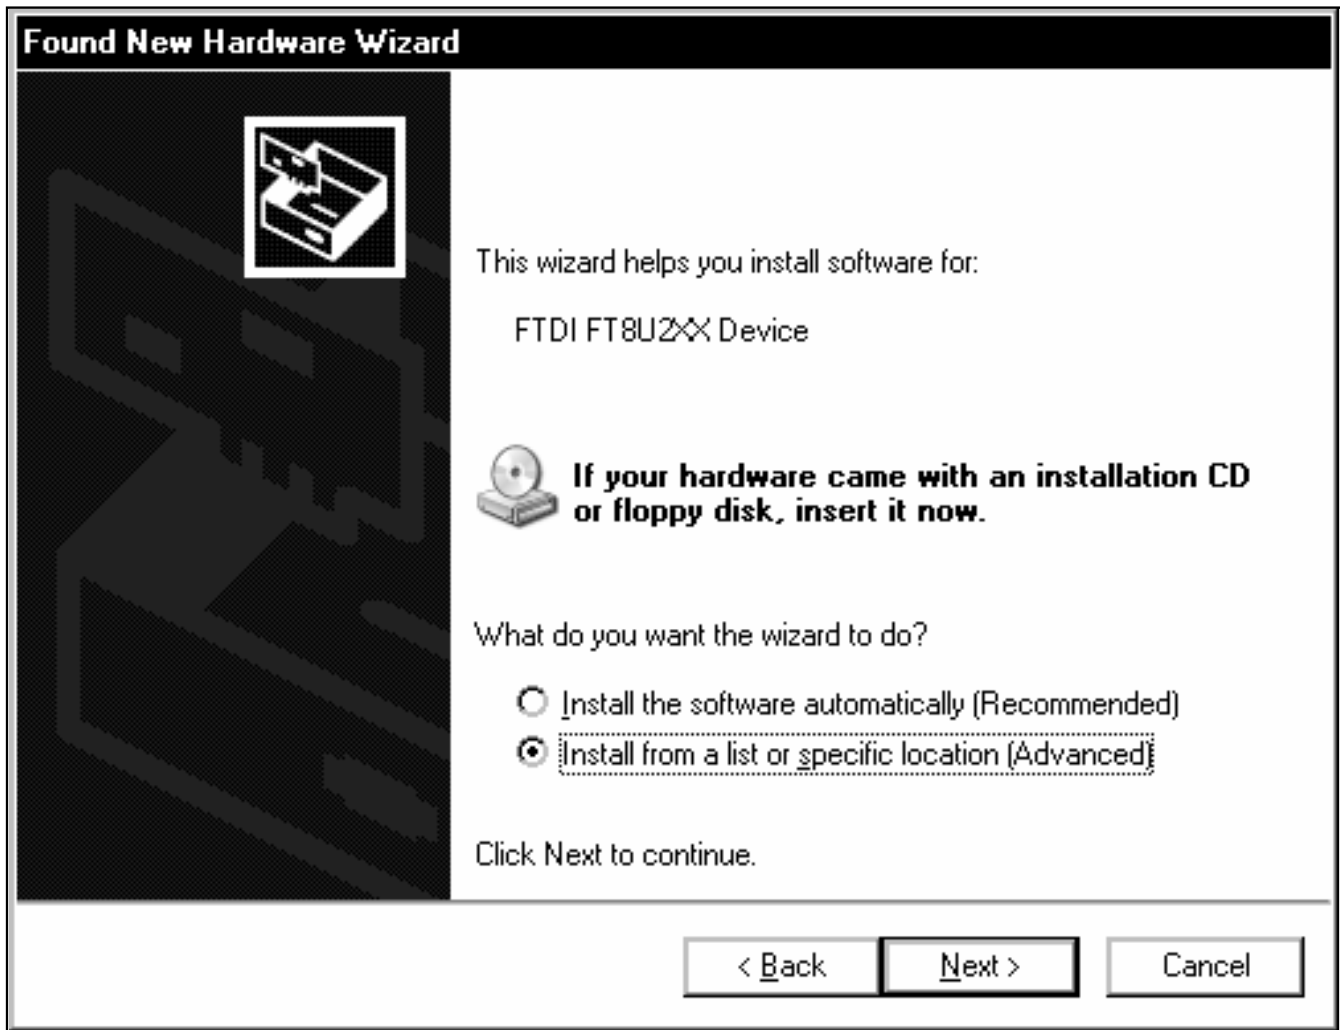 Found New Hardware Wizard
This wizard helps you install software for:
FTDI FT8U2XX Device
If your hardware came with an installation CD
or floppy disk, insert it now.
What do you want the wizard to do?
Install the software automatically (Recommended)
Install from a list or specific location (Advanced)
Click Next to continue.
< Back Next > Cancel